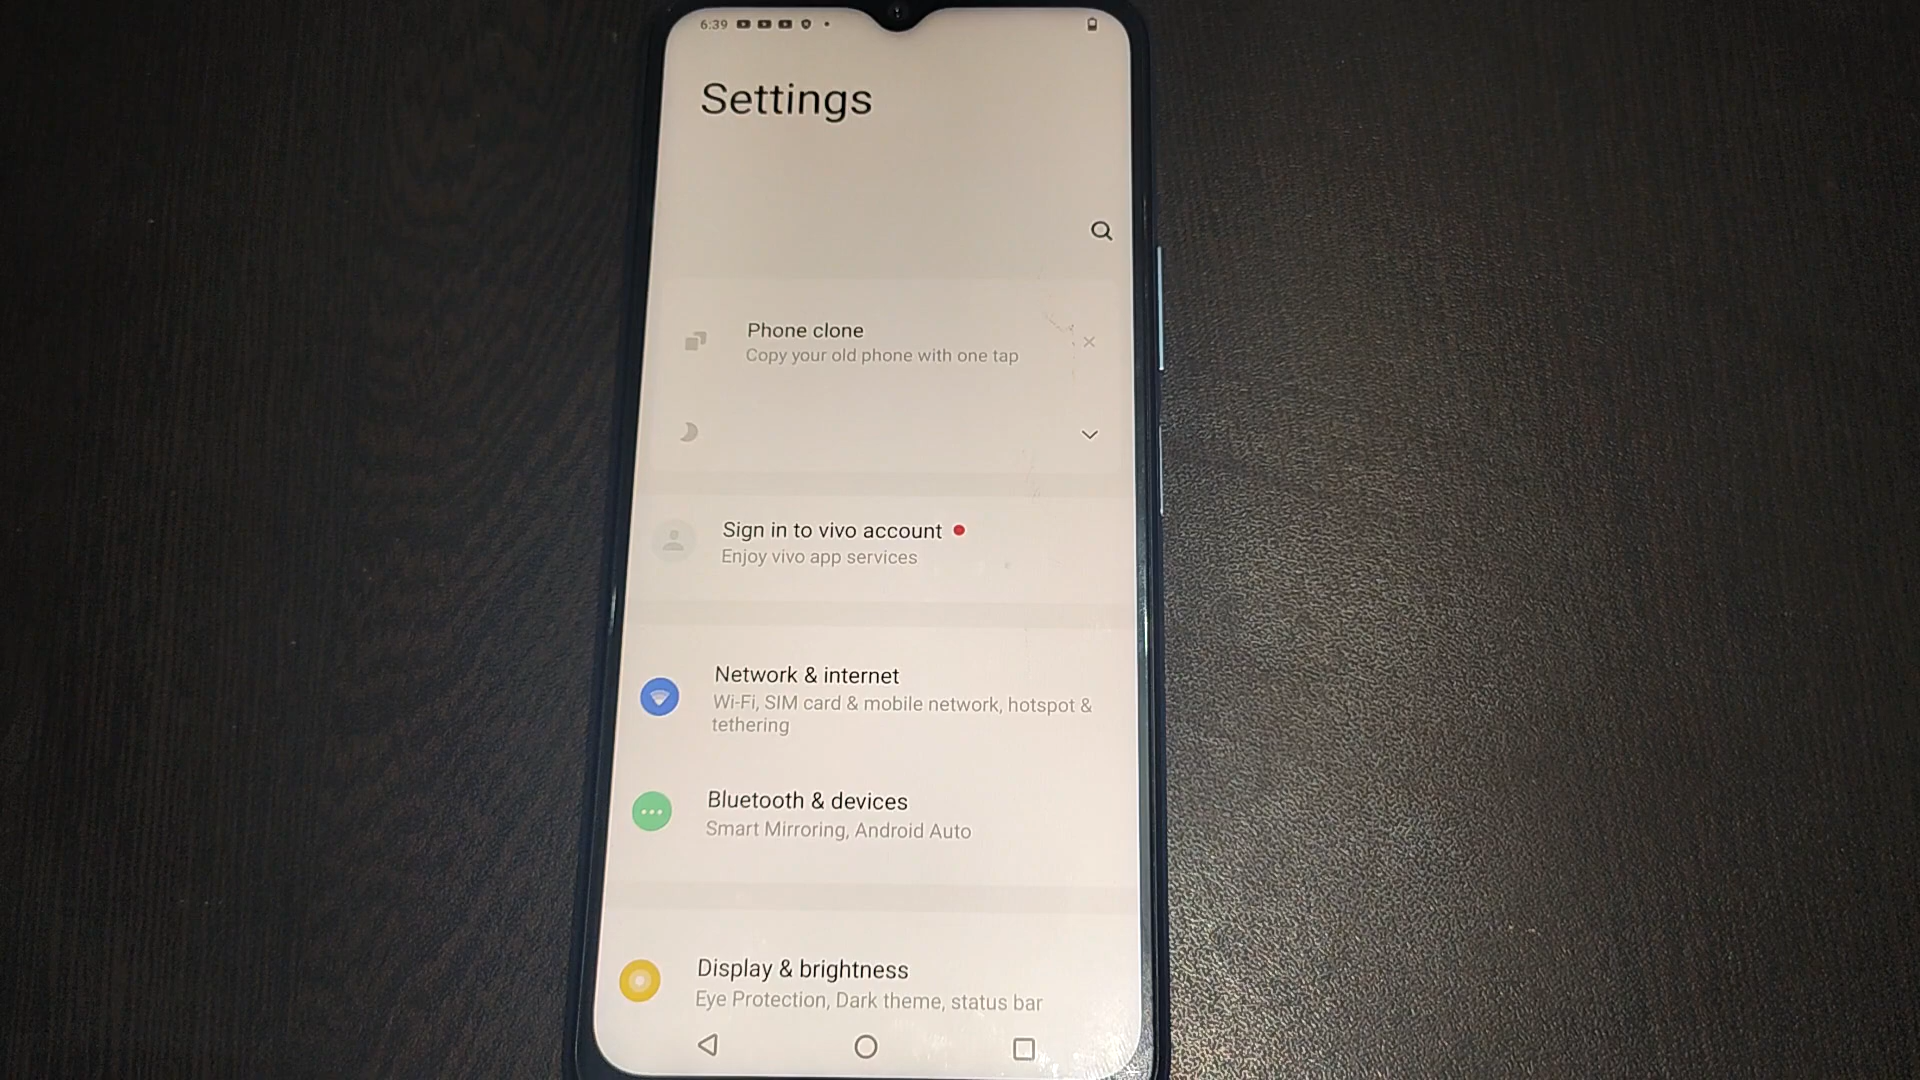 6:39
Settings
Phone clone
Copy your old phone with one tap
Sign in to vivo account
Enjoy vivo app services
Network & internet
Wi-Fi, SIM card & mobile network, hotspot &
tethering
Bluetooth & devices
Smart Mirroring, Android Auto
Display & brightness
Eye Protection, Dark theme, status bar